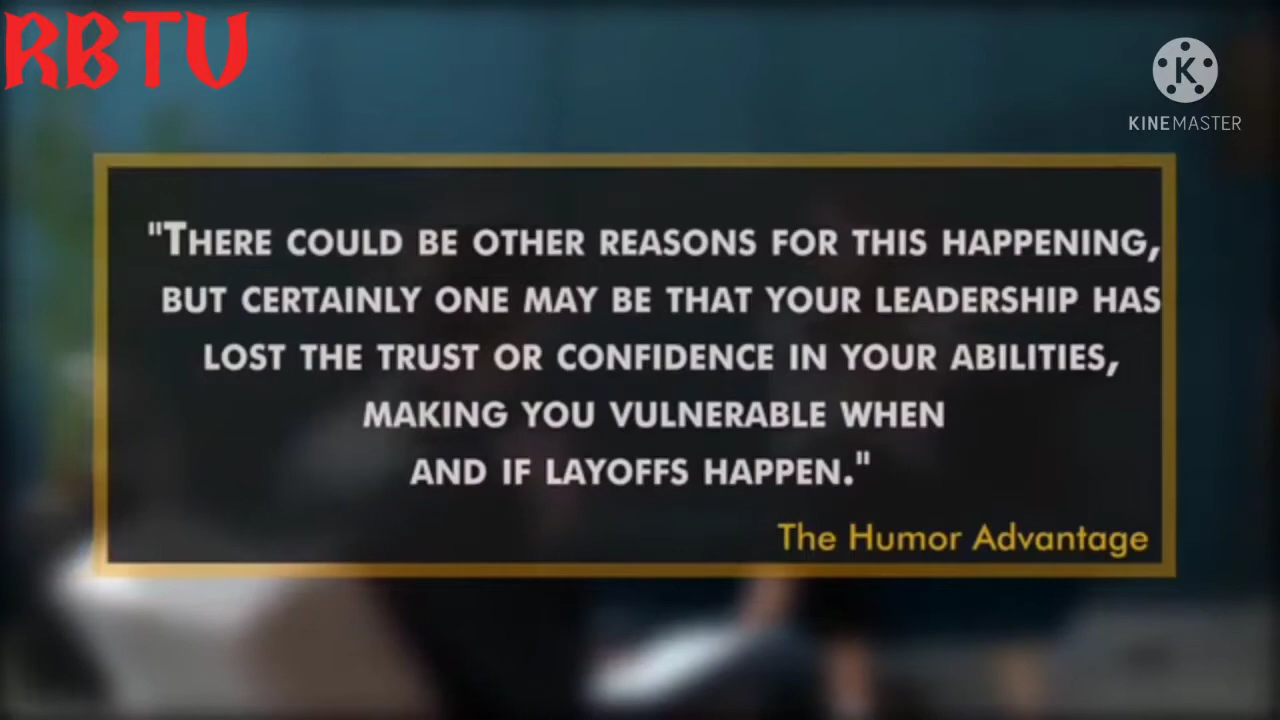 RBTV
K
KINEMASTER
"THERE COULD BE OTHER REASONS FOR THIS HAPPENING,
BUT CERTAINLY ONE MAY BE THAT YOUR LEADERSHIP HAS
LOST THE TRUST OR CONFIDENCE IN YOUR ABILITIES,
MAKING YOU VULNERABLE WHEN
AND IF LAYOFFS HAPPEN."
The Humor Advantage